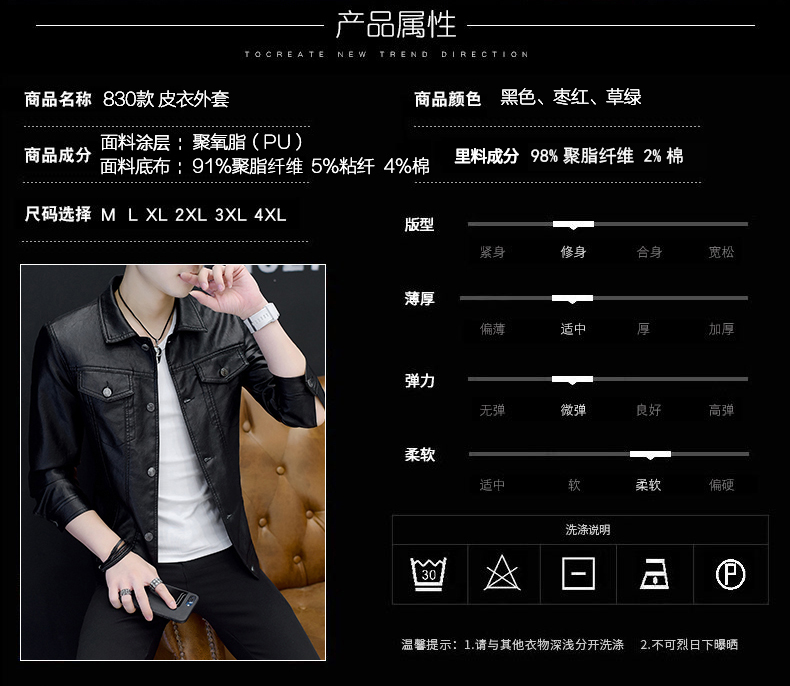 产品属性
TOCREATE NEW TREND DIRECTION
商品名称 830款 皮衣外套
商品颜色 黑色、枣红、草绿
商品成分 面料涂层：聚氧脂（PU）
面料底布：91%聚脂纤维 5%粘纤 4%棉
里料成分 98% 聚脂纤维 2% 棉
尺码选择 M L XL 2XL 3XL 4XL
版型
紧身 修身 合身 宽松
薄厚
偏薄 适中 厚 加厚
弹力
无弹 微弹 良好 高弹
柔软
适中 软 柔软 偏硬
洗涤说明
30
P
温馨提示：1.请与其他衣物深浅分开洗涤 2.不可烈日下曝晒